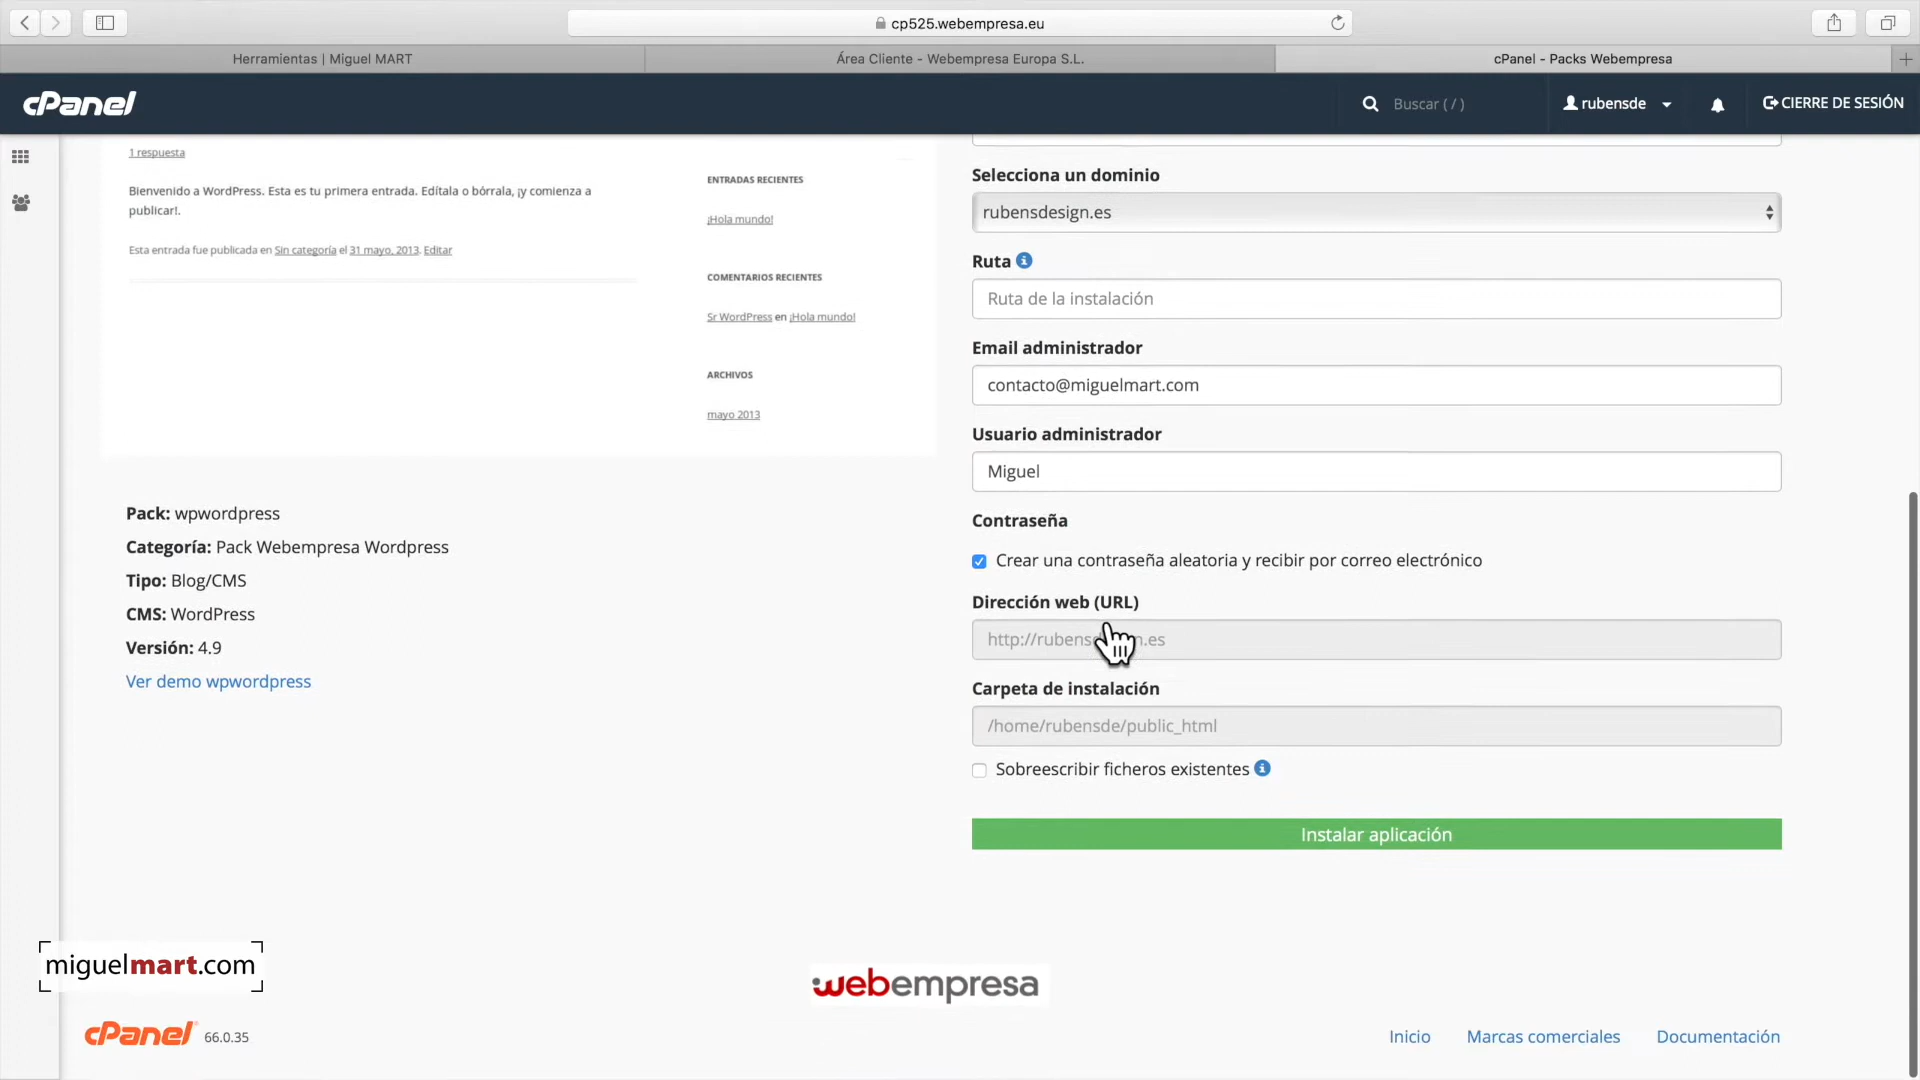 cp525.webempresa.eu
Herramientas | Miguel MART
Área Cliente - Webempresa Europa S.L.
cPanel - Packs Webempresa
cPanel
Buscar ( / )
rubensde
CIERRE DE SESIÓN
1 respuesta
Bienvenido a WordPress. Esta es tu primera entrada. Edítala o bórrala, ¡y comienza a
publicar!.
Esta entrada fue publicada en Sin categoría el 31 mayo, 2013. Editar
ENTRADAS RECIENTES
¡Hola mundo!
COMENTARIOS RECIENTES
Sr WordPress en ¡Hola mundo!
ARCHIVOS
mayo 2013
Pack: wpwordpress
Categoría: Pack Webempresa Wordpress
Tipo: Blog/CMS
CMS: WordPress
Versión: 4.9
Ver demo wpwordpress
Selecciona un dominio
rubensdesign.es
Ruta
Ruta de la instalación
Email administrador
contacto@miguelmart.com
Usuario administrador
Miguel
Contraseña
Crear una contraseña aleatoria y recibir por correo electrónico
Dirección web (URL)
Carpeta de instalación
/home/rubensde/public_html
Sobreescribir ficheros existentes
Instalar aplicación
miguelmart.com
webempresa
cPanel 66.0.35
Inicio
Marcas comerciales
Documentación